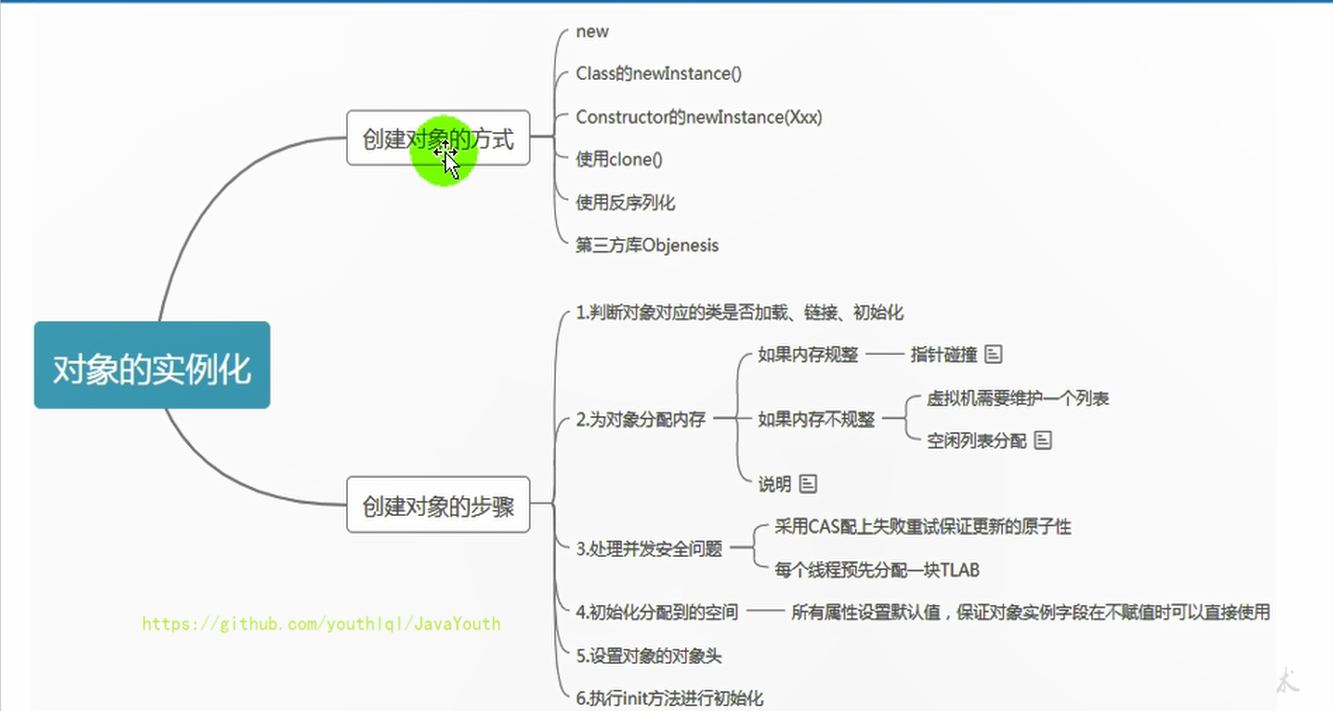 new
Class的newInstance()
Constructor的newInstance(Xxx)
创建对象的方式
使用clone()
使用反序列化
第三方库Objenesis
对象的实例化
1.判断对象对应的类是否加载、链接、初始化
如果内存规整
指针碰撞
2.为对象分配内存
如果内存不规整
虚拟机需要维护一个列表
空闲列表分配
说明
创建对象的步骤
3.处理并发安全问题
采用CAS配上失败重试保证更新的原子性
每个线程预先分配一块TLAB
4.初始化分配到的空间
所有属性设置默认值，保证对象实例字段在不赋值时可以直接使用
https://github.com/youthlql/JavaYouth
5.设置对象的对象头
6.执行init方法进行初始化
术